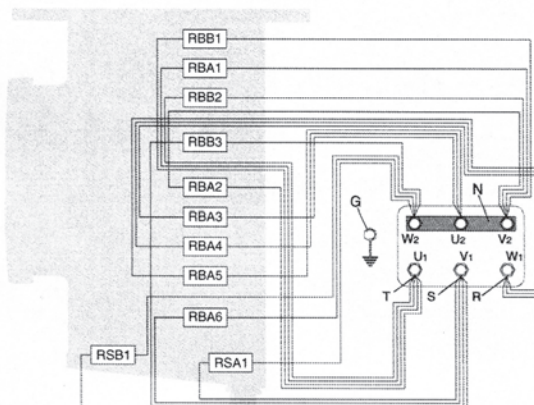 RBB1
RBA1
RBB2
RBB3
RBA2
RBA3
RBA4
RBA5
RBA6
RSB1
RSA1
G
N
W2 U2 V2
U1 V1 W1
T S R